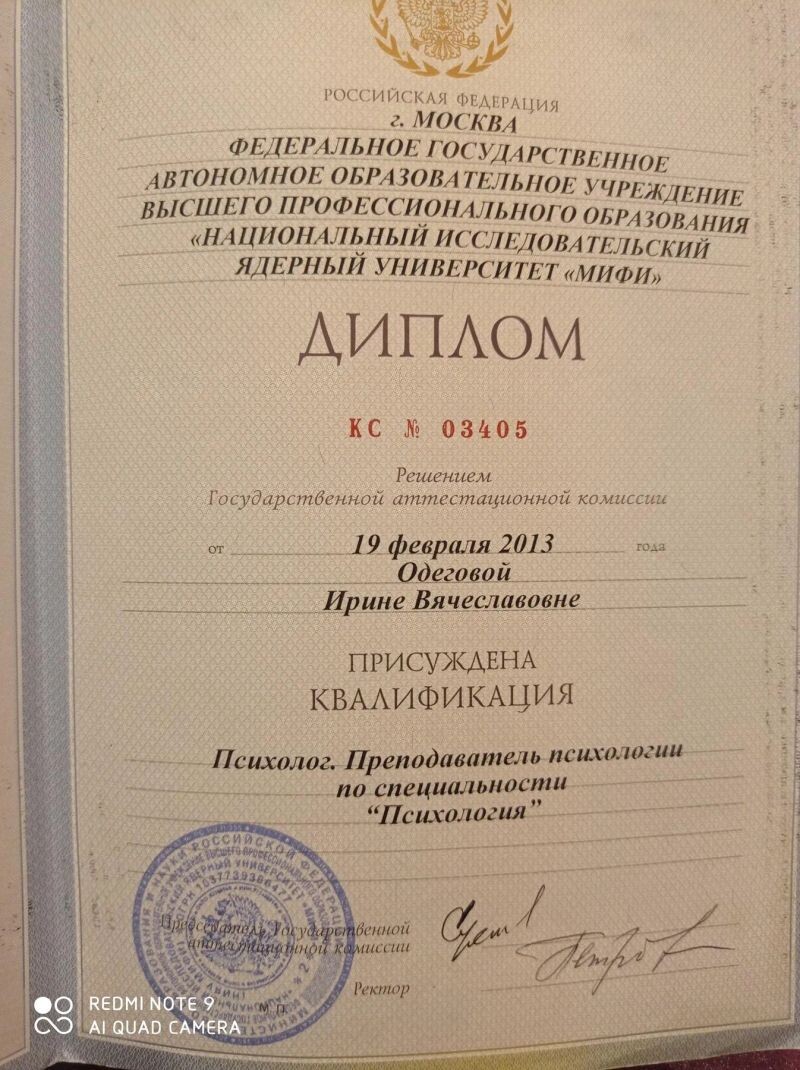 РОССИЙСКАЯ ФЕДЕРАЦИЯ
г. МОСКВА
ФЕДЕРАЛЬНОЕ ГОСУДАРСТВЕННОЕ
АВТОНОМНОЕ ОБРАЗОВАТЕЛЬНОЕ УЧРЕЖДЕНИЕ
ВЫСШЕГО ПРОФЕССИОНАЛЬНОГО ОБРАЗОВАНИЯ
«НАЦИОНАЛЬНЫЙ ИССЛЕДОВАТЕЛЬСКИЙ
ЯДЕРНЫЙ УНИВЕРСИТЕТ «МИФИ»
ДИПЛОМ
КС № 03405
Решением
Государственной аттестационной комиссии
от 19 февраля 2013 года
Одеговой
Ирине Вячеславовне
ПРИСУЖДЕНА
КВАЛИФИКАЦИЯ
Психолог. Преподаватель психологии
по специальности
“Психология”
Председатель Государственной
аттестационной комиссии
Ректор
М.П.
REDMI NOTE 9
AI QUAD CAMERA